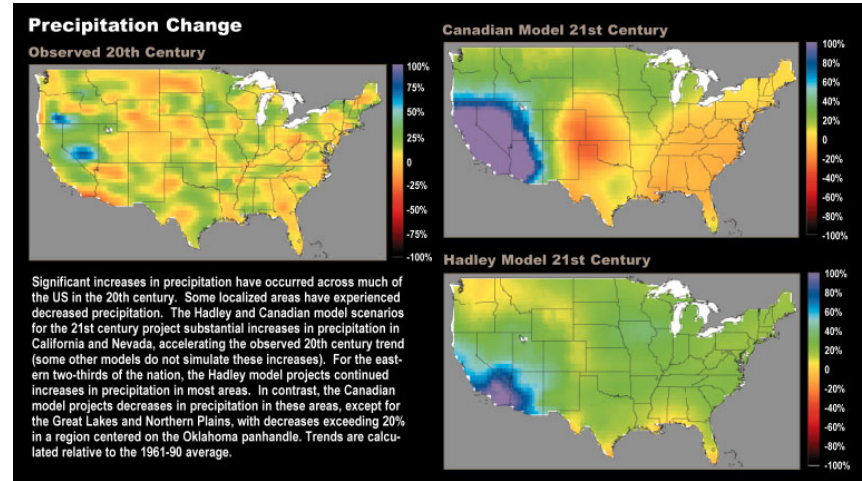 Precipitation Change
Observed 20th Century
100%
75%
50%
25%
0
-25%
-50%
-75%
-100%
Significant increases in precipitation have occurred across much of
the US in the 20th century. Some localized areas have experienced
decreased precipitation. The Hadley and Canadian model scenarios
for the 21st century project substantial increases in precipitation in
California and Nevada, accelerating the observed 20th century trend
(some other models do not simulate these increases). For the east-
ern two-thirds of the nation, the Hadley model projects continued
increases in precipitation in most areas. In contrast, the Canadian
model projects decreases in precipitation in these areas, except for
the Great Lakes and Northern Plains, with decreases exceeding 20%
in a region centered on the Oklahoma panhandle. Trends are calcu-
lated relative to the 1961-90 average.
Canadian Model 21st Century
100%
80%
60%
40%
20%
0
-20%
-40%
-60%
-80%
-100%
Hadley Model 21st Century
100%
80%
60%
40%
20%
0
-20%
-40%
-60%
-80%
-100%